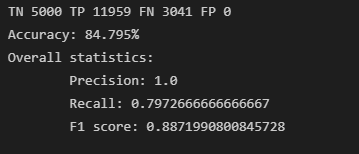 TN 5000 TP 11959 FN 3041 FP 0
Accuracy: 84.795%
Overall statistics:
Precision: 1.0
Recall: 0.7972666666666667
F1 score: 0.8871990800845728